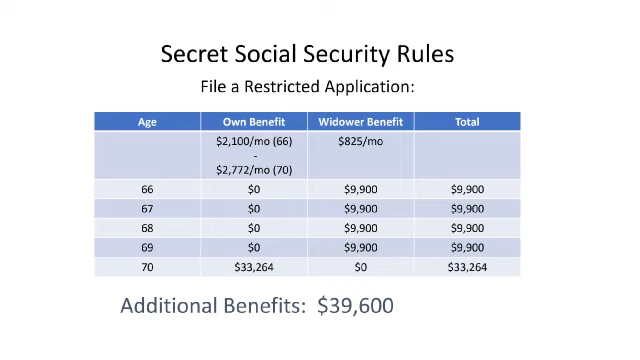 Secret Social Security Rules
File a Restricted Application:
Age Own Benefit Widower Benefit Total
$2,100/mo (66) $825/mo
-
$2,772/mo (70)
66 $0 $9,900 $9,900
67 $0 $9,900 $9,900
68 $0 $9,900 $9,900
69 $0 $9,900 $9,900
70 $33,264 $0 $33,264
Additional Benefits: $39,600